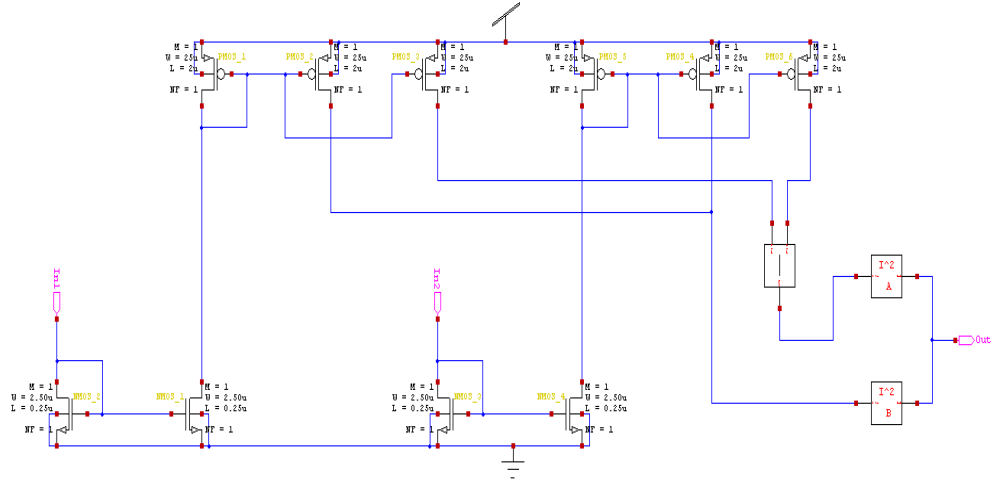 M = 1
W = 25u
L = 2u
NF = 1
PMOS_1
PMOS_2
M = 1
W = 25u
L = 2u
NF = 1
PMOS_3
M = 1
W = 25u
L = 2u
NF = 1
M = 1
W = 25u
L = 2u
NF = 1
PMOS_5
PMOS_4
M = 1
W = 25u
L = 2u
NF = 1
PMOS_6
M = 1
W = 25u
L = 2u
NF = 1
In1
In2
I^2
A
Out
I^2
B
M = 1
W = 2.50u
L = 0.25u
NF = 1
NMOS_2
NMOS_1
M = 1
W = 2.50u
L = 0.25u
NF = 1
M = 1
W = 2.50u
L = 0.25u
NF = 1
NMOS_3
NMOS_4
M = 1
W = 2.50u
L = 0.25u
NF = 1